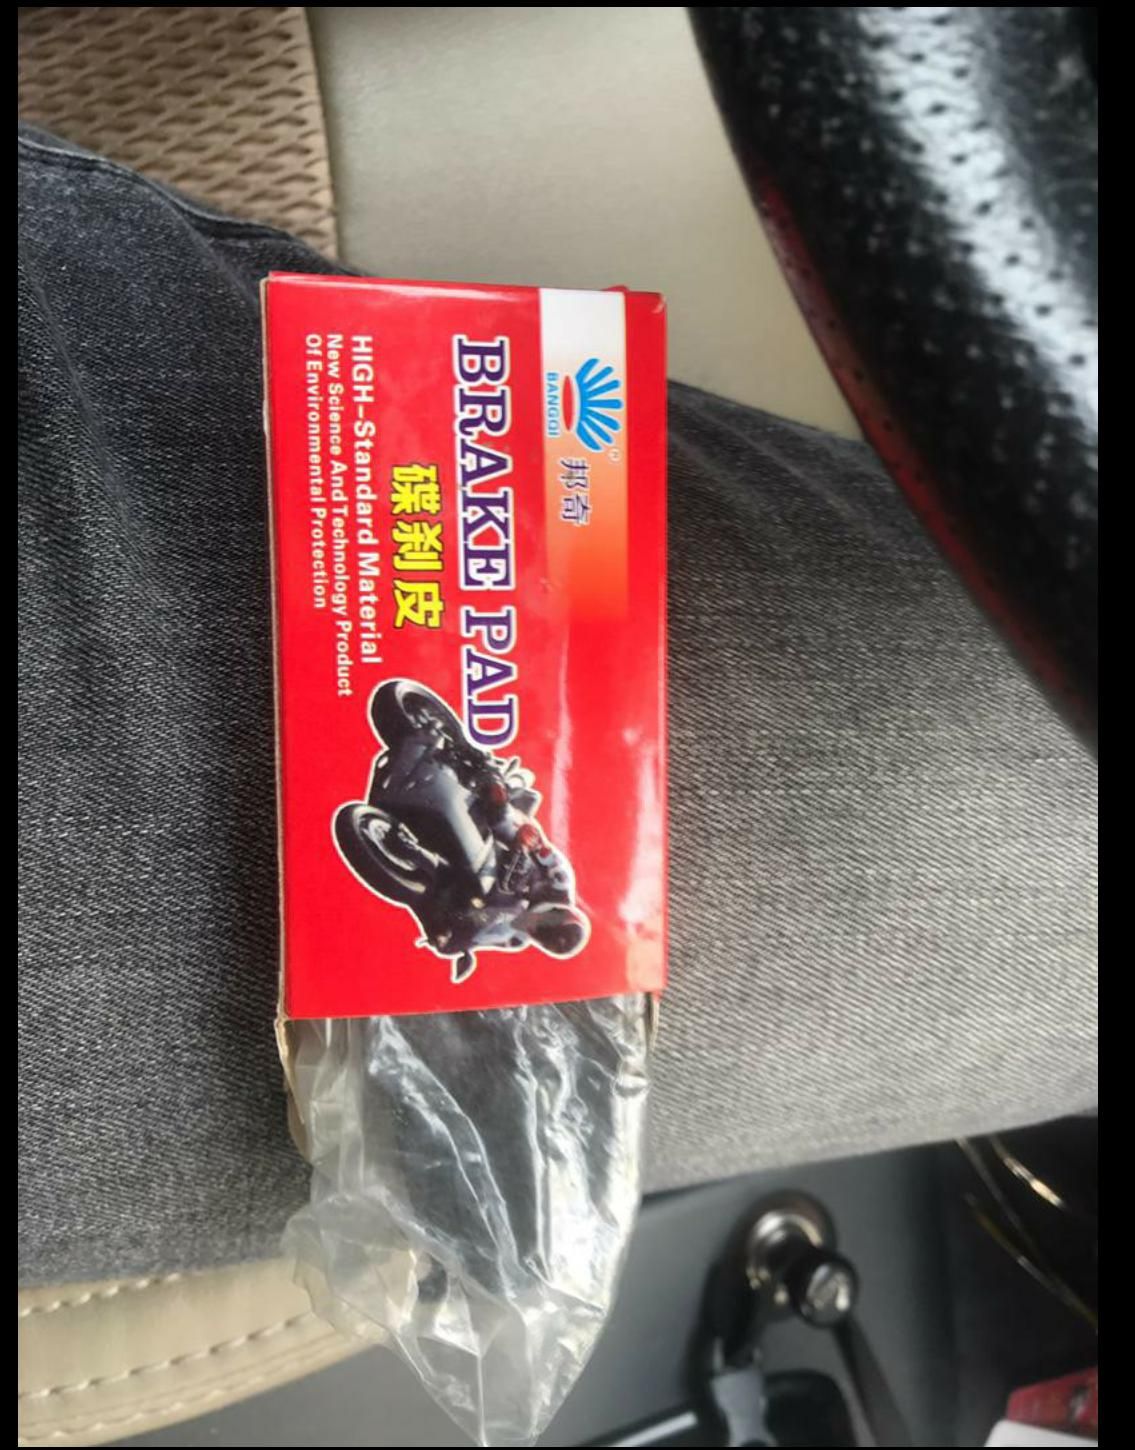 BANGQI
邦奇
BRAKE PAD
碟刹皮
HIGH-Standard Material
New Science And Technology Product
Of Environmental Protection